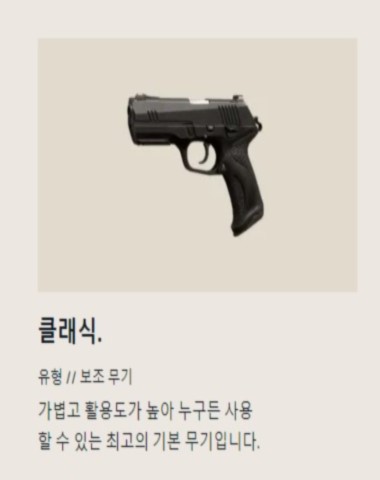 클래식.
유형 // 보조 무기
가볍고 활용도가 높아 누구든 사용
할 수 있는 최고의 기본 무기입니다.